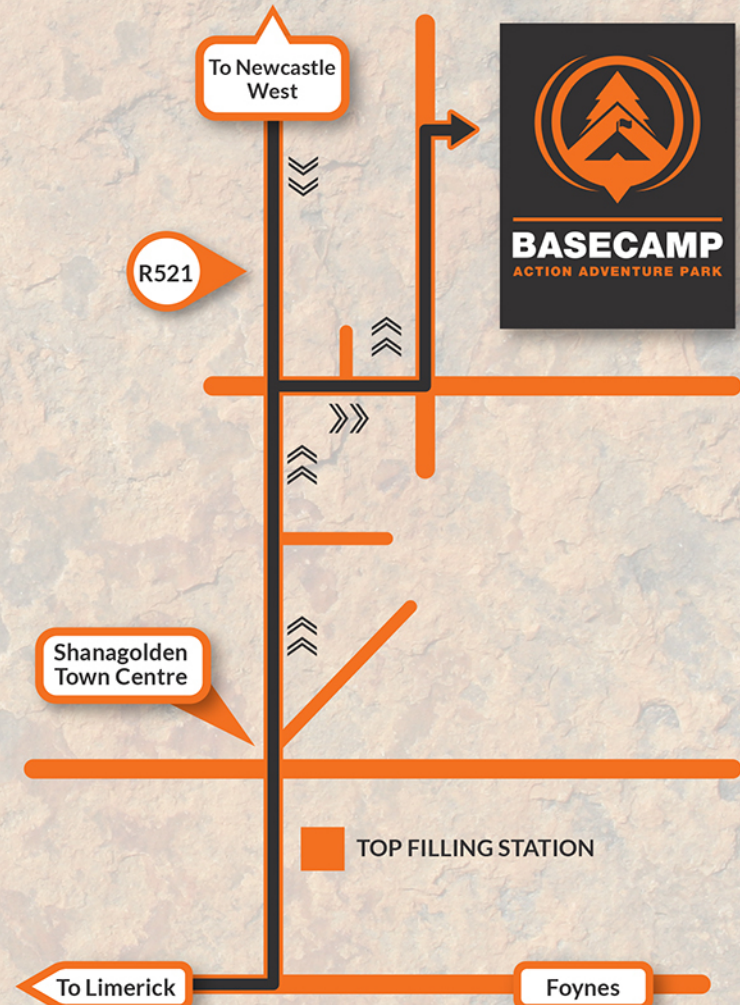 To Newcastle
West
BASECAMP
ACTION ADVENTURE PARK
R521
Shanagolden
Town Centre
TOP FILLING STATION
To Limerick
Foynes